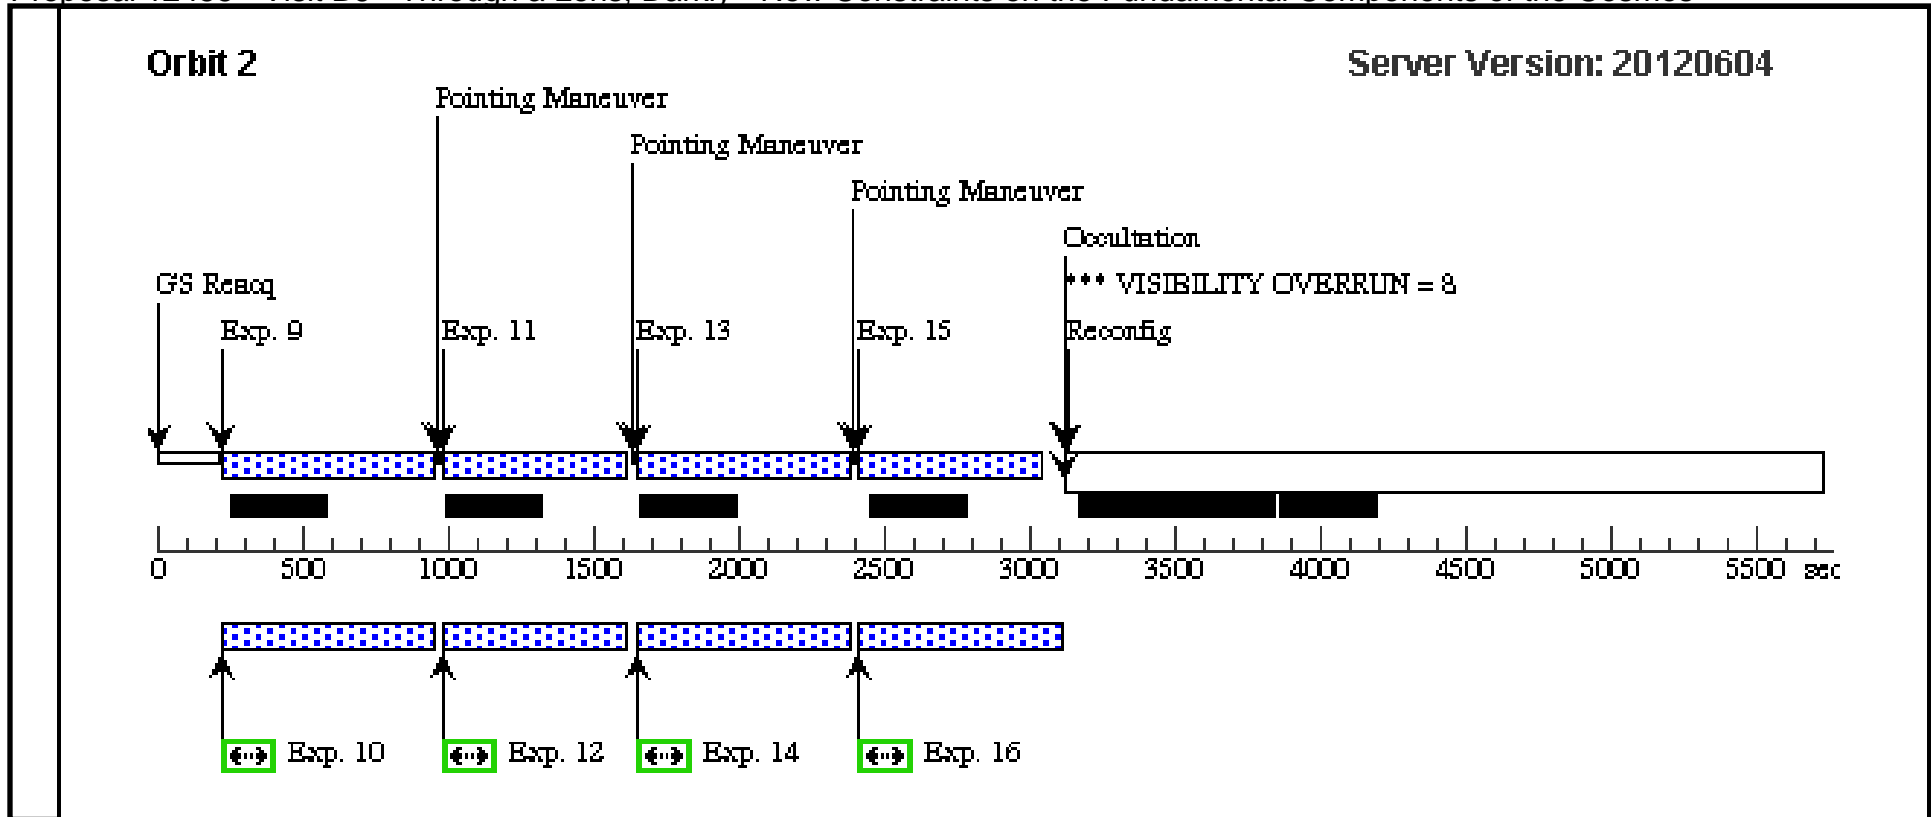 Orbit 2
Server Version: 20120604
Pointing Maneuver
Pointing Maneuver
Pointing Maneuver
Occultation
GS Reacq
*** VISIBILITY OVERRUN = 8
Exp. 9
Exp. 11
Exp. 13
Exp. 15
Reconfig
0 500 1000 1500 2000 2500 3000 3500 4000 4500 5000 5500 sec
Exp. 10
Exp. 12
Exp. 14
Exp. 16